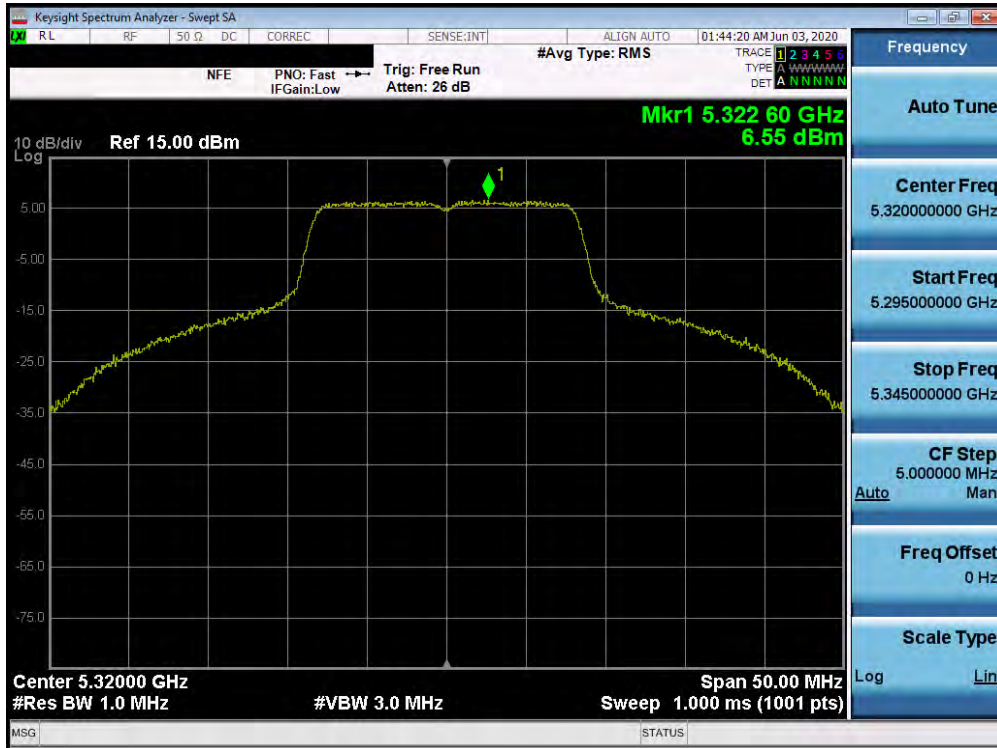 Keysight Spectrum Analyzer - Swept SA
LXI RL RF 50 Ω DC CORREC SENSE:INT ALIGN AUTO 01:44:20 AM Jun 03, 2020
NFE PNO: Fast Trig: Free Run #Avg Type: RMS TRACE 1 2 3 4 5 6
IFGain:Low Atten: 26 dB TYPE A WWWWW
DET A N N N N N
Mkr1 5.322 60 GHz
6.55 dBm
10 dB/div Ref 15.00 dBm
Log
1
5.00
-5.00
-15.0
-25.0
-35.0
-45.0
-55.0
-65.0
-75.0
Center 5.32000 GHz Span 50.00 MHz
#Res BW 1.0 MHz #VBW 3.0 MHz Sweep 1.000 ms (1001 pts)
MSG STATUS
Frequency
Auto Tune
Center Freq
5.320000000 GHz
Start Freq
5.295000000 GHz
Stop Freq
5.345000000 GHz
CF Step
5.000000 MHz
Auto Man
Freq Offset
0 Hz
Scale Type
Log Lin